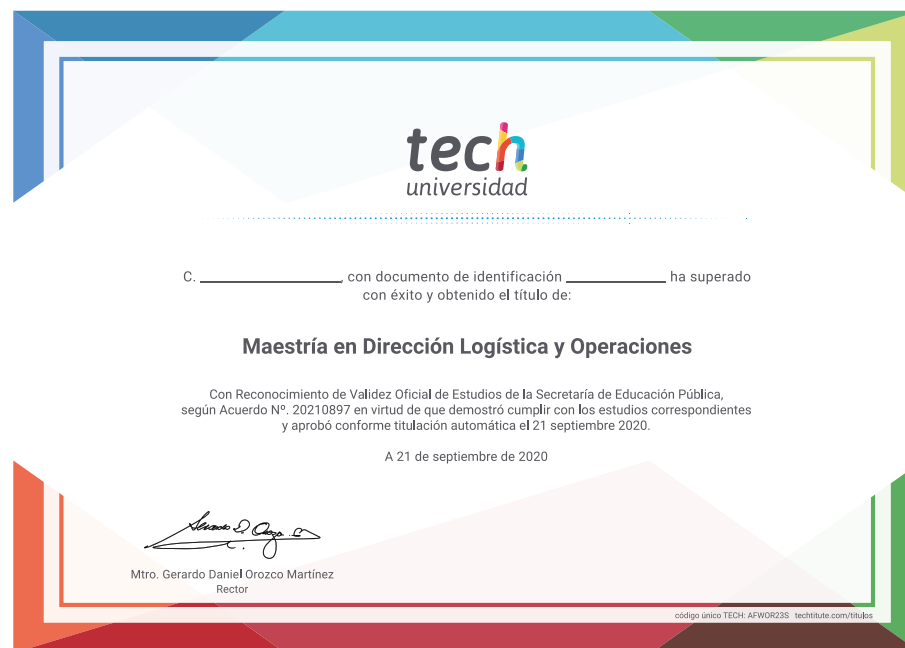 tech
universidad
C. ____________________, con documento de identificación ______________ ha superado
con éxito y obtenido el título de:
Maestría en Dirección Logística y Operaciones
Con Reconocimiento de Validez Oficial de Estudios de la Secretaría de Educación Pública,
según Acuerdo Nº. 20210897 en virtud de que demostró cumplir con los estudios correspondientes
y aprobó conforme titulación automática el 21 septiembre 2020.
A 21 de septiembre de 2020
Mtro. Gerardo Daniel Orozco Martínez
Rector
código único TECH: AFWOR23S techtitute.com/titulos